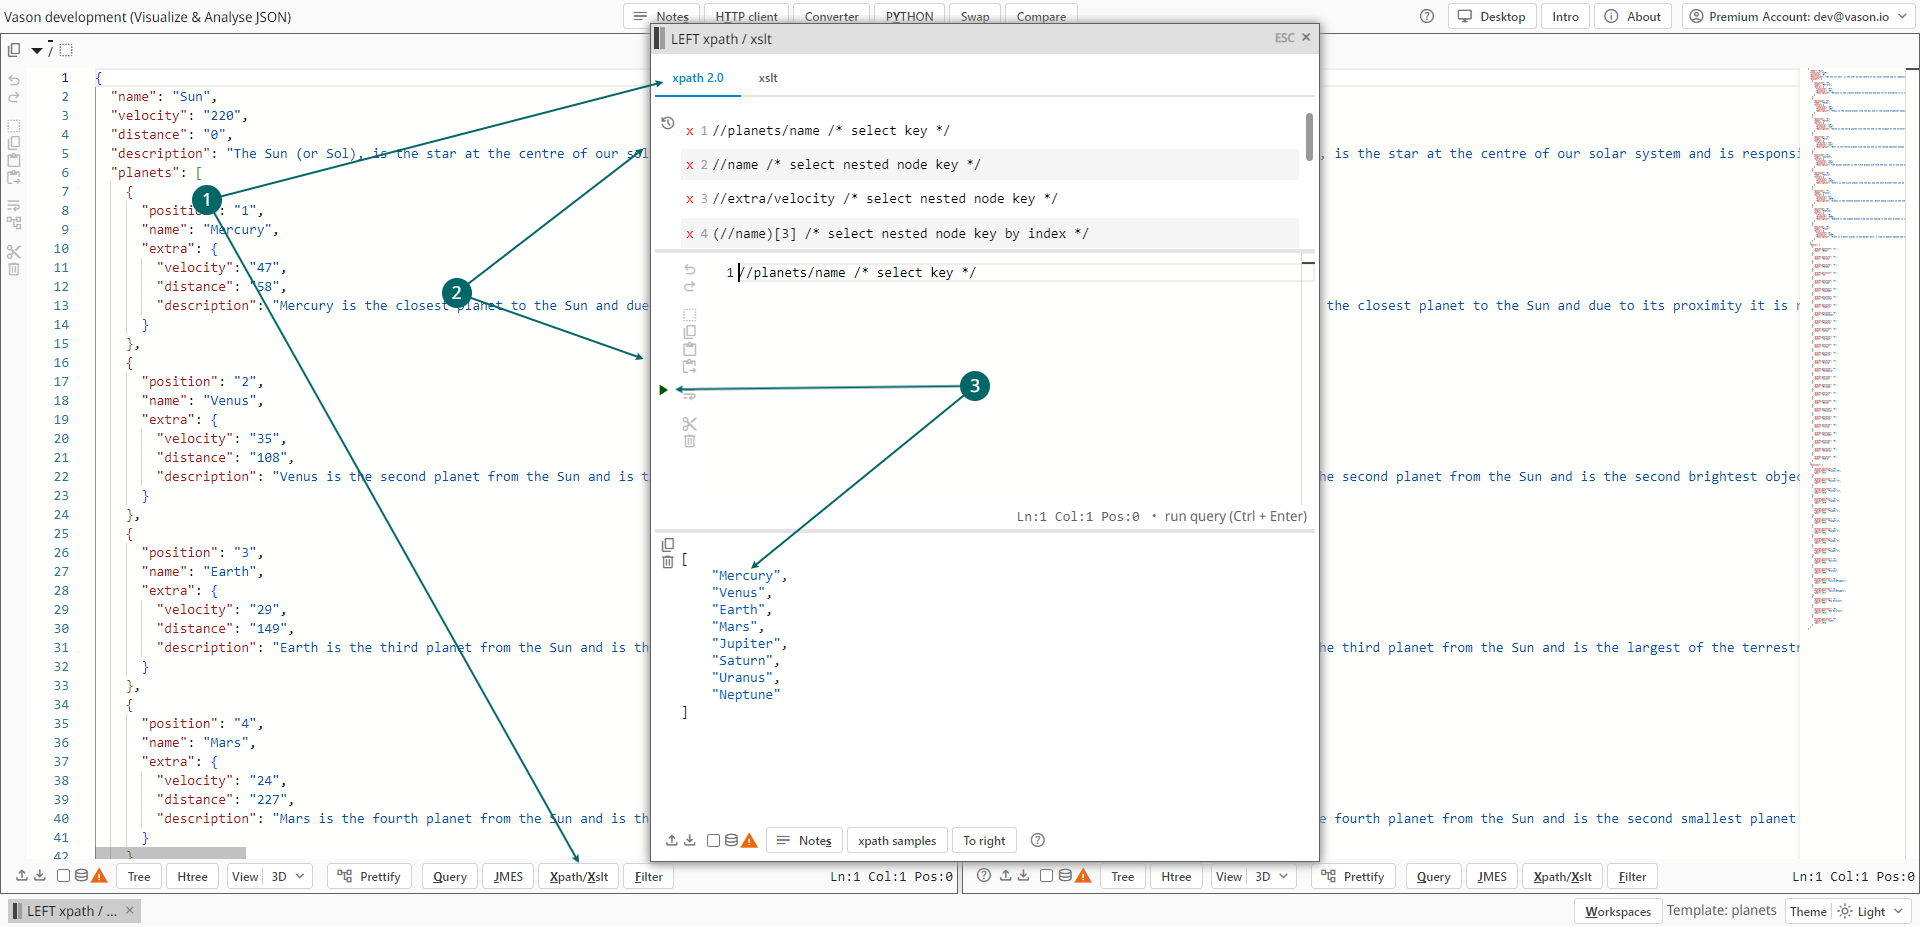 Vason development (Visualize & Analyse JSON)
Notes
HTTP client
Converter
PYTHON
Swap
Compare
Desktop
Intro
About
Premium Account: dev@vason.io
/
1 {
2 "name": "Sun",
3 "velocity": "220",
4 "distance": "0",
5 "description": "The Sun (or Sol), is the star at the centre of our sol
6 "planets": [
7 {
8 "position": "1",
9 "name": "Mercury",
10 "extra": {
11 "velocity": "47",
12 "distance": "58",
13 "description": "Mercury is the closest planet to the Sun and due
14 }
15 },
16 {
17 "position": "2",
18 "name": "Venus",
19 "extra": {
20 "velocity": "35",
21 "distance": "108",
22 "description": "Venus is the second planet from the Sun and is t
23 }
24 },
25 {
26 "position": "3",
27 "name": "Earth",
28 "extra": {
29 "velocity": "29",
30 "distance": "149",
31 "description": "Earth is the third planet from the Sun and is th
32 }
33 },
34 {
35 "position": "4",
36 "name": "Mars",
37 "extra": {
38 "velocity": "24",
39 "distance": "227",
40 "description": "Mars is the fourth planet from the Sun and is th
41 }
42 }
1
2
3
LEFT xpath / xslt
ESC ×
xpath 2.0
xslt
x 1 //planets/name /* select key */
x 2 //name /* select nested node key */
x 3 //extra/velocity /* select nested node key */
x 4 (//name)[3] /* select nested node key by index */
1 //planets/name /* select key */
Ln:1 Col:1 Pos:0 • run query (Ctrl + Enter)
[
"Mercury",
"Venus",
"Earth",
"Mars",
"Jupiter",
"Saturn",
"Uranus",
"Neptune"
]
Notes
xpath samples
To right
, is the star at the centre of our solar system and is responsi
the closest planet to the Sun and due to its proximity it is r
he second planet from the Sun and is the second brightest objec
he third planet from the Sun and is the largest of the terrestr
e fourth planet from the Sun and is the second smallest planet
Tree
Htree
View 3D
Prettify
Query
JMES
Xpath/Xslt
Filter
Ln:1 Col:1 Pos:0
Tree
Htree
View 3D
Prettify
Query
JMES
Xpath/Xslt
Filter
Ln:1 Col:1 Pos:0
LEFT xpath / ... ×
Workspaces
Template: planets
Theme
Light